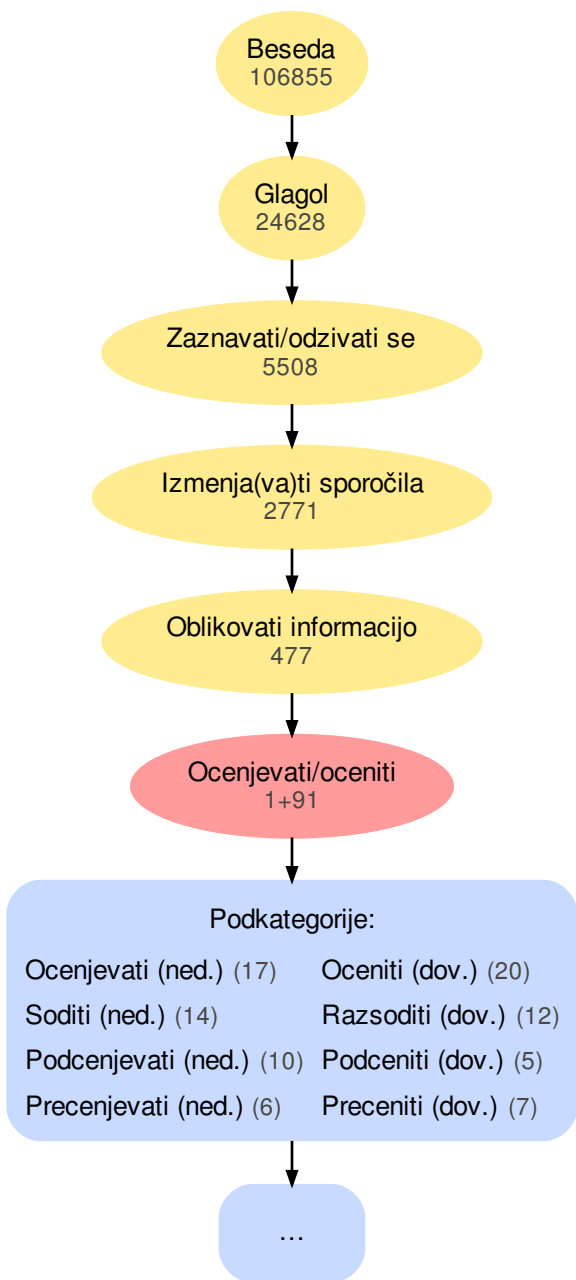 Beseda
106855
Glagol
24628
Zaznavati/odzivati se
5508
Izmenja(va)ti sporočila
2771
Oblikovati informacijo
477
Ocenjevati/oceniti
1+91
Podkategorije:
Ocenjevati (ned.) (17) Oceniti (dov.) (20)
Soditi (ned.) (14) Razsoditi (dov.) (12)
Podcenjevati (ned.) (10) Podceniti (dov.) (5)
Precenjevati (ned.) (6) Preceniti (dov.) (7)
...